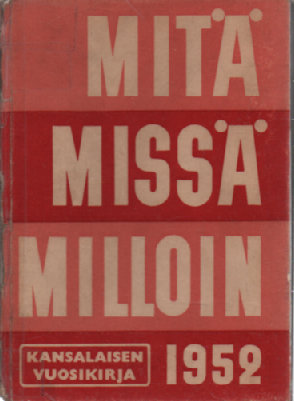 MITÄ
MISSÄ
MILLOIN
KANSALAISEN
VUOSIKIRJA
1952